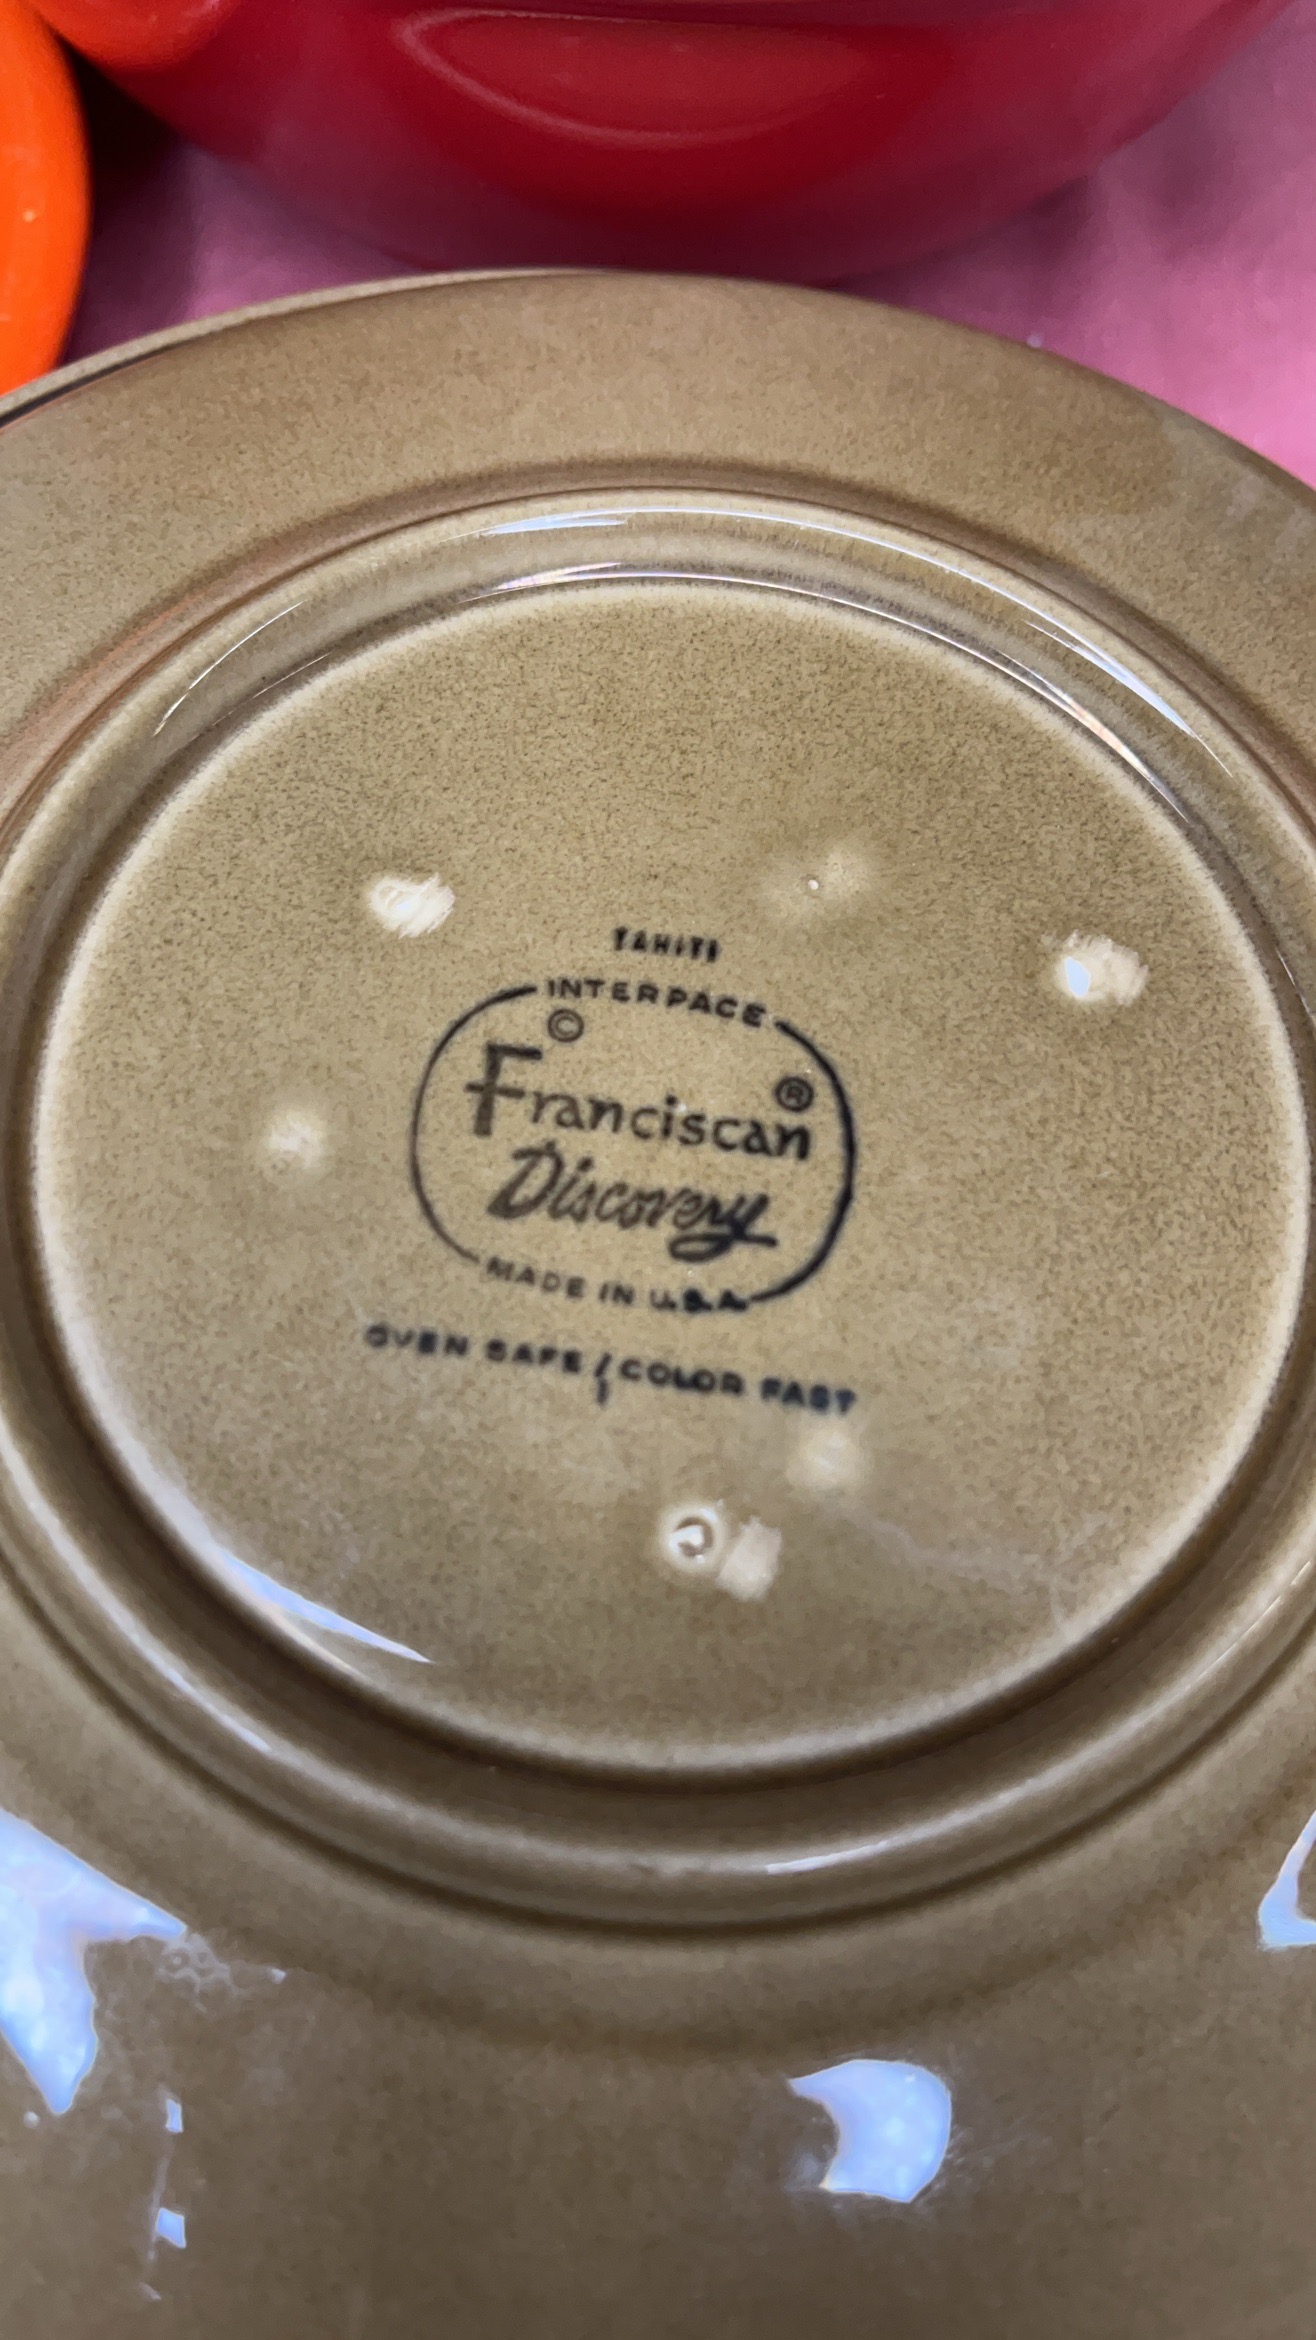 TAHITI
INTERPACE
©
Franciscan ®
Discovery
MADE IN U.S.A.
OVEN SAFE / COLOR FAST